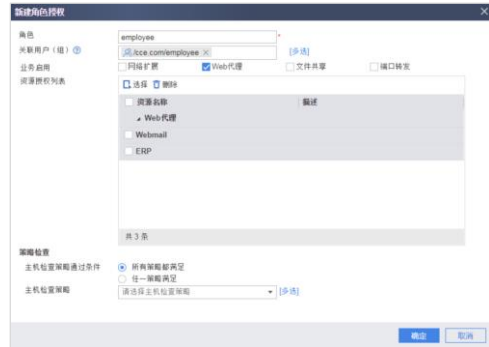 新建角色授权
角色 employee *
关联用户（组） /cce.com/employee × [多选]
业务启用 网络扩展 Web代理 文件共享 端口转发
资源授权列表 选择 删除
资源名称 描述
Web代理
Webmail
ERP
共 3 条
策略检查
主机检查策略通过条件 所有策略都满足
任一策略满足
主机检查策略 请选择主机检查策略 [多选]
确定 取消